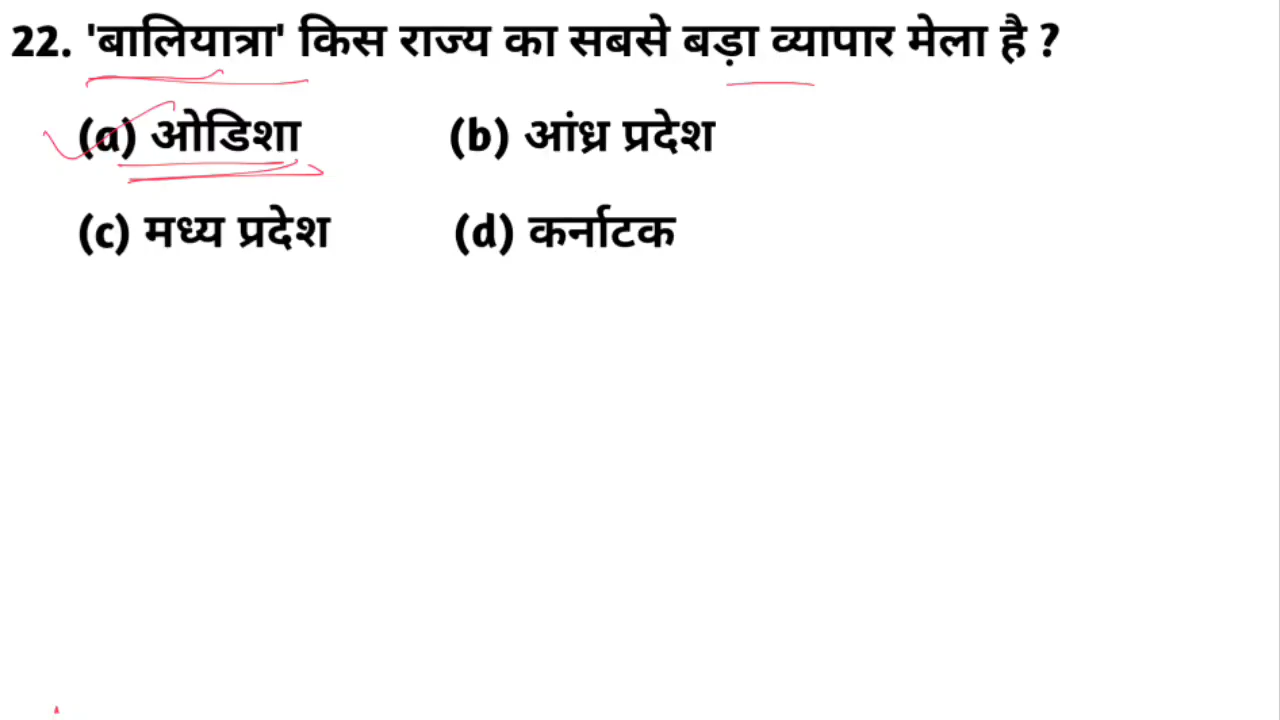 22. 'बालियात्रा' किस राज्य का सबसे बड़ा व्यापार मेला है ?
(a) ओडिशा (b) आंध्र प्रदेश
(c) मध्य प्रदेश (d) कर्नाटक